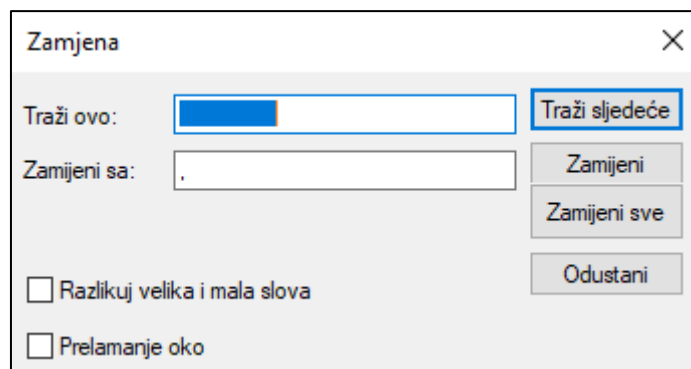 Zamjena
Traži ovo:
Traži sljedeće
Zamijeni sa:
,
Zamijeni
Zamijeni sve
Odustani
Razlikuj velika i mala slova
Prelamanje oko